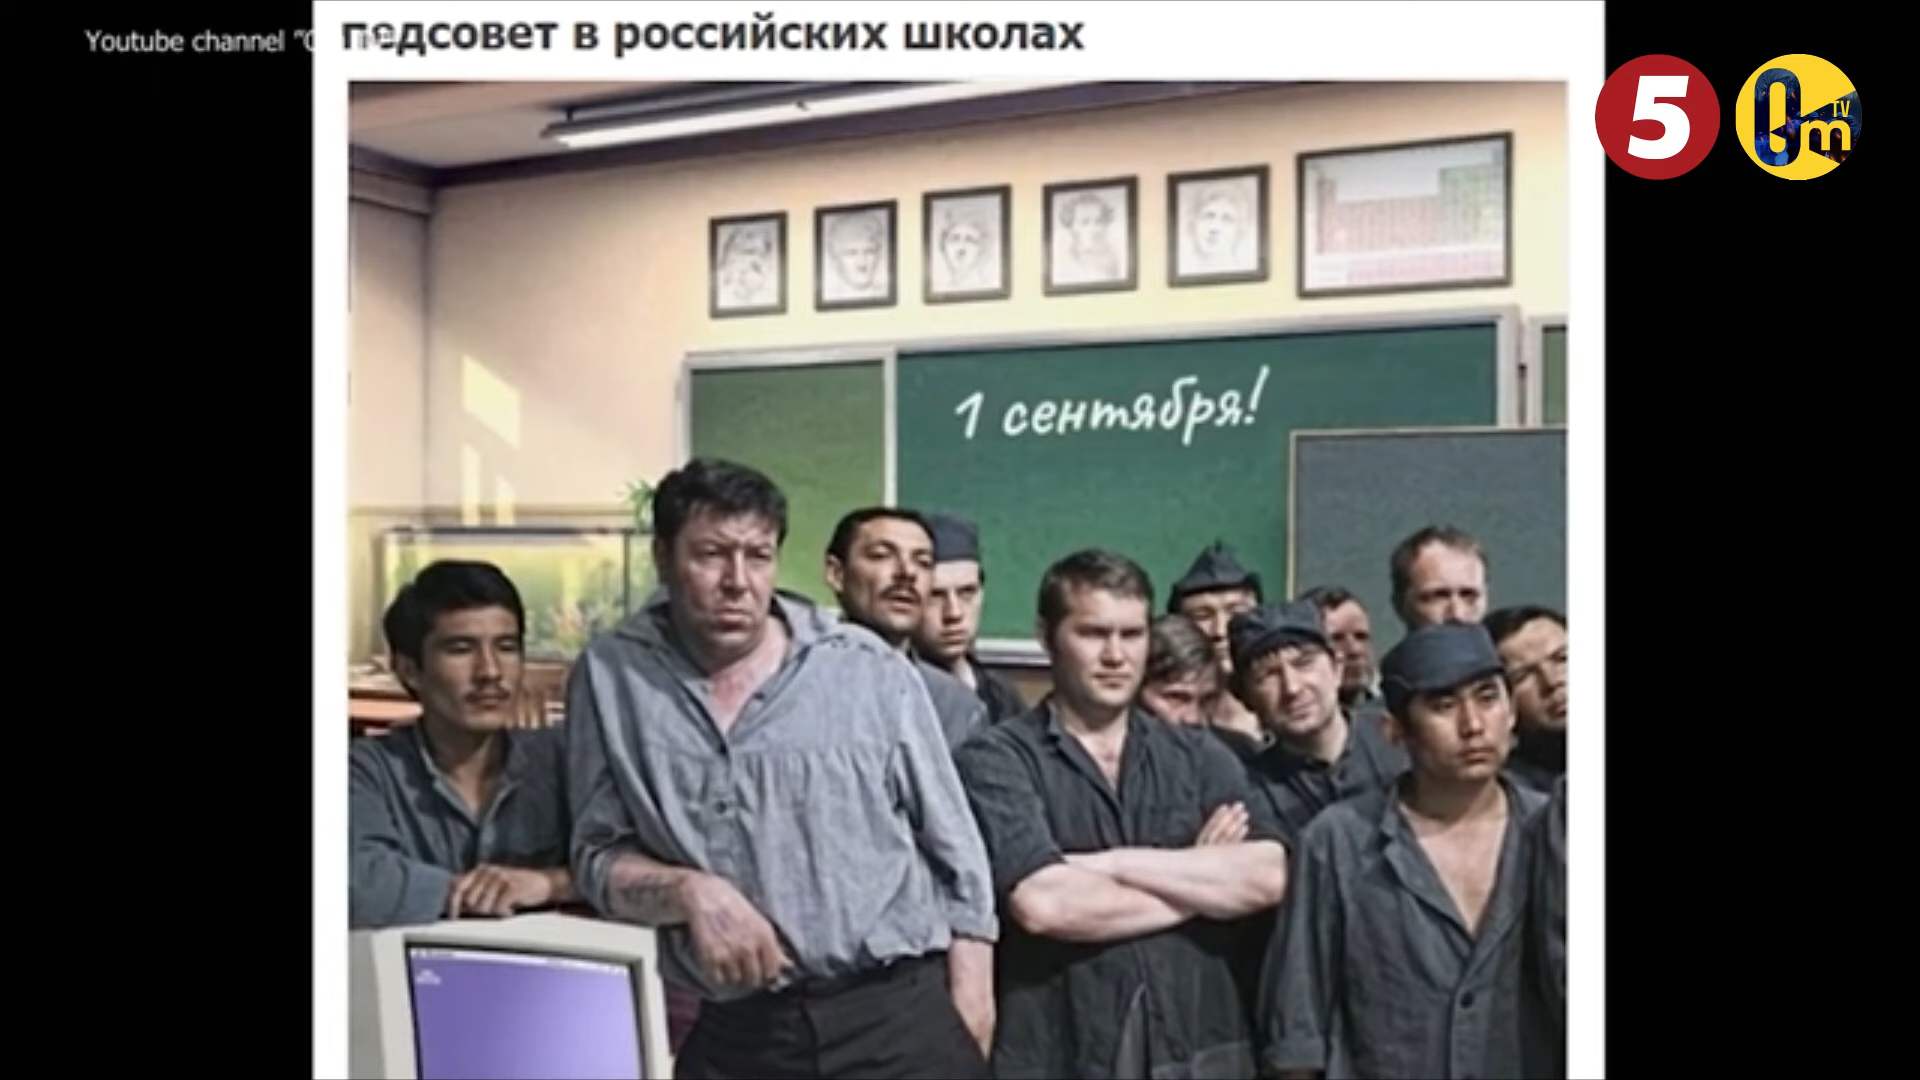 Youtube channel "О
педсовет в российских школах
5
TV
m
1 сентября!